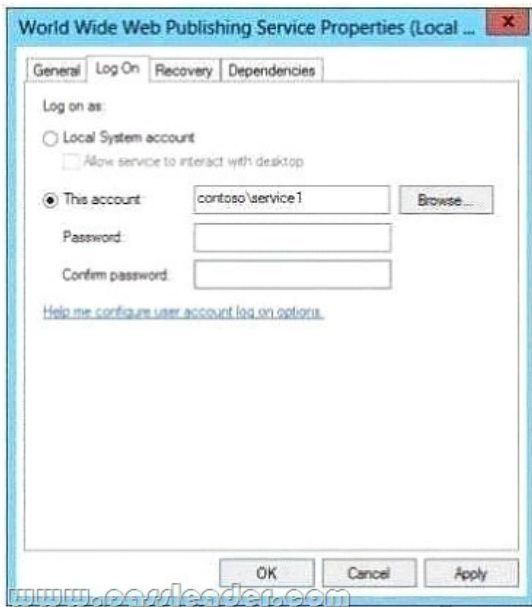 World Wide Web Publishing Service Properties (Local ...
General Log On Recovery Dependencies
Log on as:
Local System account
Allow service to interact with desktop
This account: contoso\service1 Browse...
Password:
Confirm password:
Help me configure user account log on options.
OK Cancel Apply
www.passleader.com